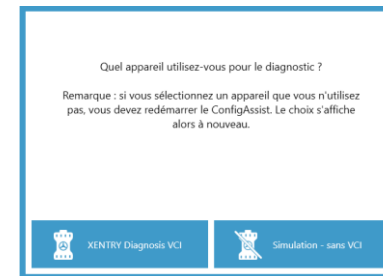 Quel appareil utilisez-vous pour le diagnostic ?
Remarque : si vous sélectionnez un appareil que vous n'utilisez
pas, vous devez redémarrer le ConfigAssist. Le choix s'affiche
alors à nouveau.
XENTRY Diagnosis VCI
Simulation - sans VCI